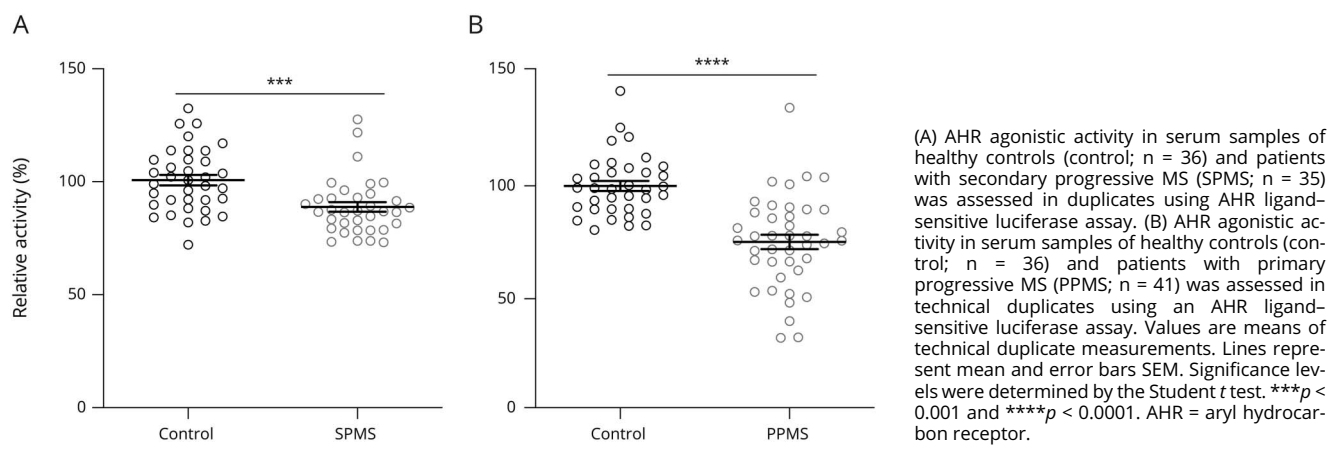 A
B
Relative activity (%)
150
100
50
0
***
Control
SPMS
150
100
50
0
****
Control
PPMS
(A) AHR agonistic activity in serum samples of
healthy controls (control; n = 36) and patients
with secondary progressive MS (SPMS; n = 35)
was assessed in duplicates using AHR ligand–
sensitive luciferase assay. (B) AHR agonistic ac-
tivity in serum samples of healthy controls (con-
trol; n = 36) and patients with primary
progressive MS (PPMS; n = 41) was assessed in
technical duplicates using an AHR ligand–
sensitive luciferase assay. Values are means of
technical duplicate measurements. Lines repre-
sent mean and error bars SEM. Significance lev-
els were determined by the Student t test. ***p <
0.001 and ****p < 0.0001. AHR = aryl hydrocar-
bon receptor.